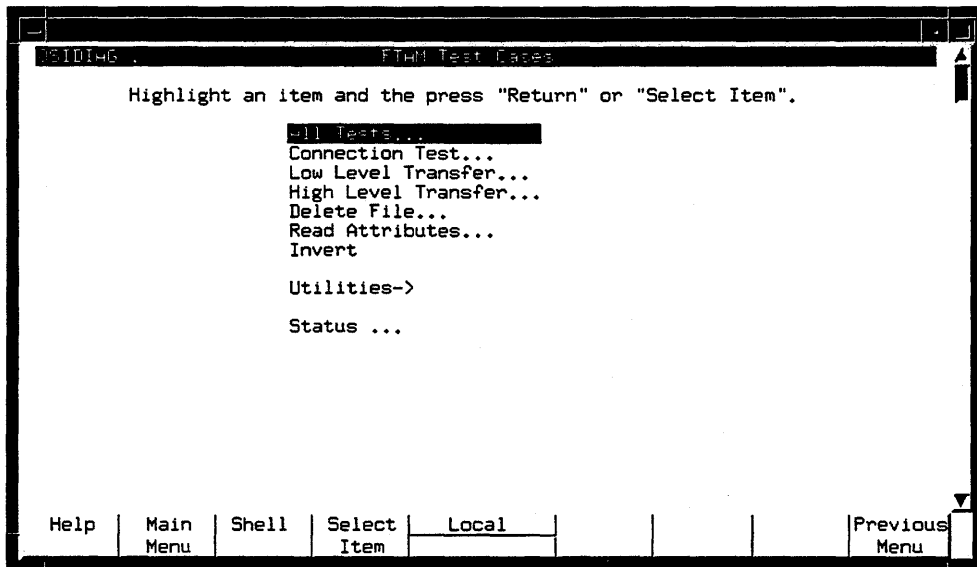 OSIDIAG . FTAM Test Cases
Highlight an item and the press "Return" or "Select Item".
All Tests...
Connection Test...
Low Level Transfer...
High Level Transfer...
Delete File...
Read Attributes...
Invert
Utilities->
Status ...
Help Main Menu Shell Select Item Local Previous Menu